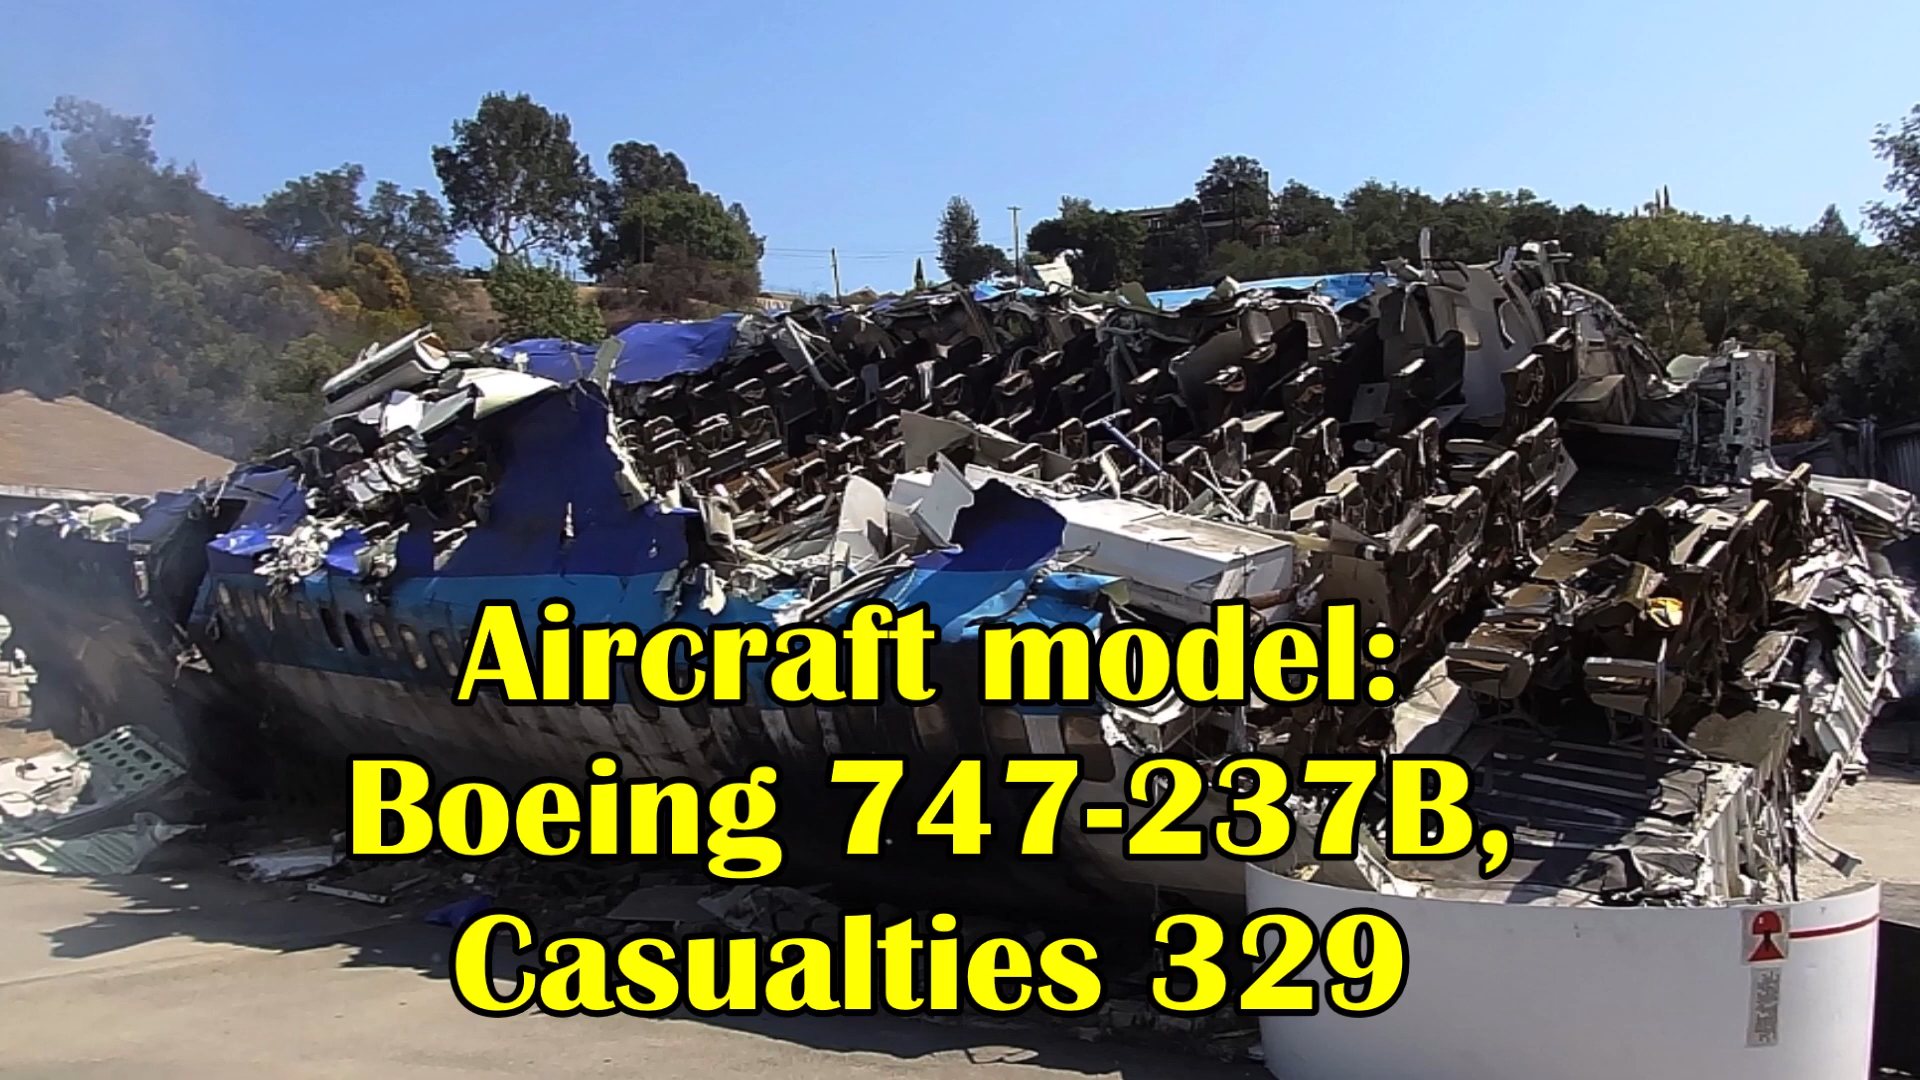 Aircraft model:
Boeing 747-237B,
Casualties 329